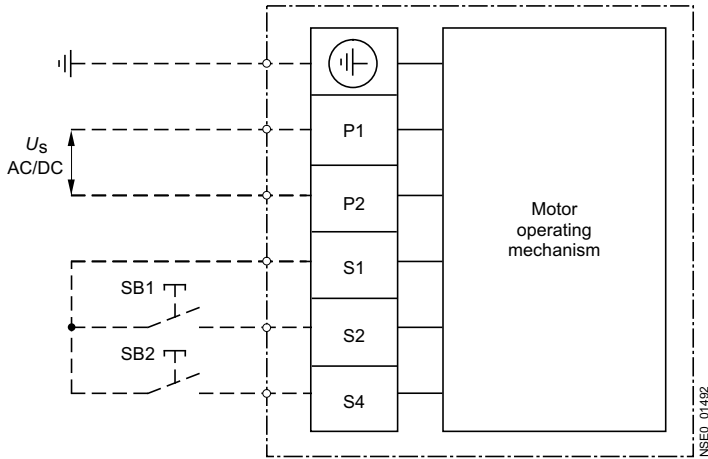 P1
Us
AC/DC
P2
Motor
operating
mechanism
S1
SB1
S2
SB2
S4
NSE0_01492